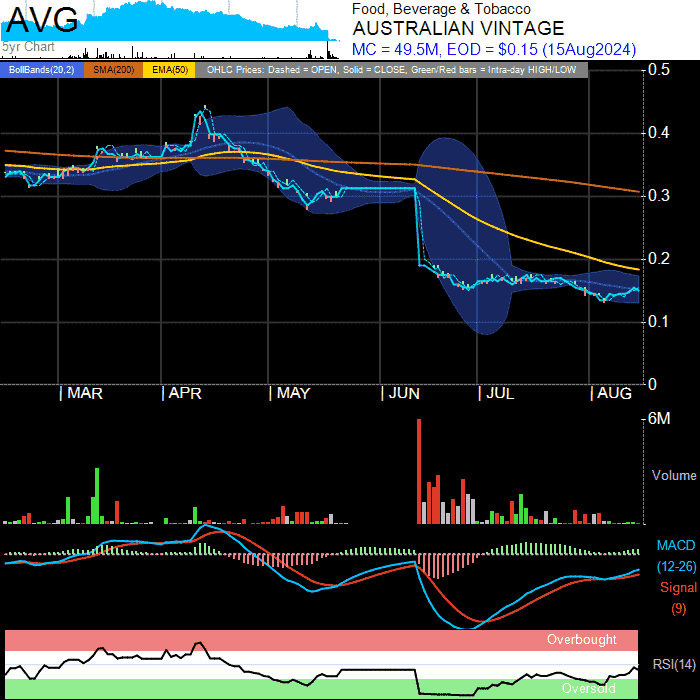 AVG
5yr Chart
Food, Beverage & Tobacco
AUSTRALIAN VINTAGE
MC = 49.5M, EOD = $0.15 (15Aug2024)
BollBands(20,2) SMA(200) EMA(50) OHLC Prices: Dashed = OPEN, Solid = CLOSE, Green/Red bars = Intra-day HIGH/LOW
0.5
0.4
0.3
0.2
0.1
0
| MAR | APR | MAY | JUN | JUL | AUG
6M
Volume
MACD
(12-26)
Signal
(9)
Overbought
RSI(14)
Oversold